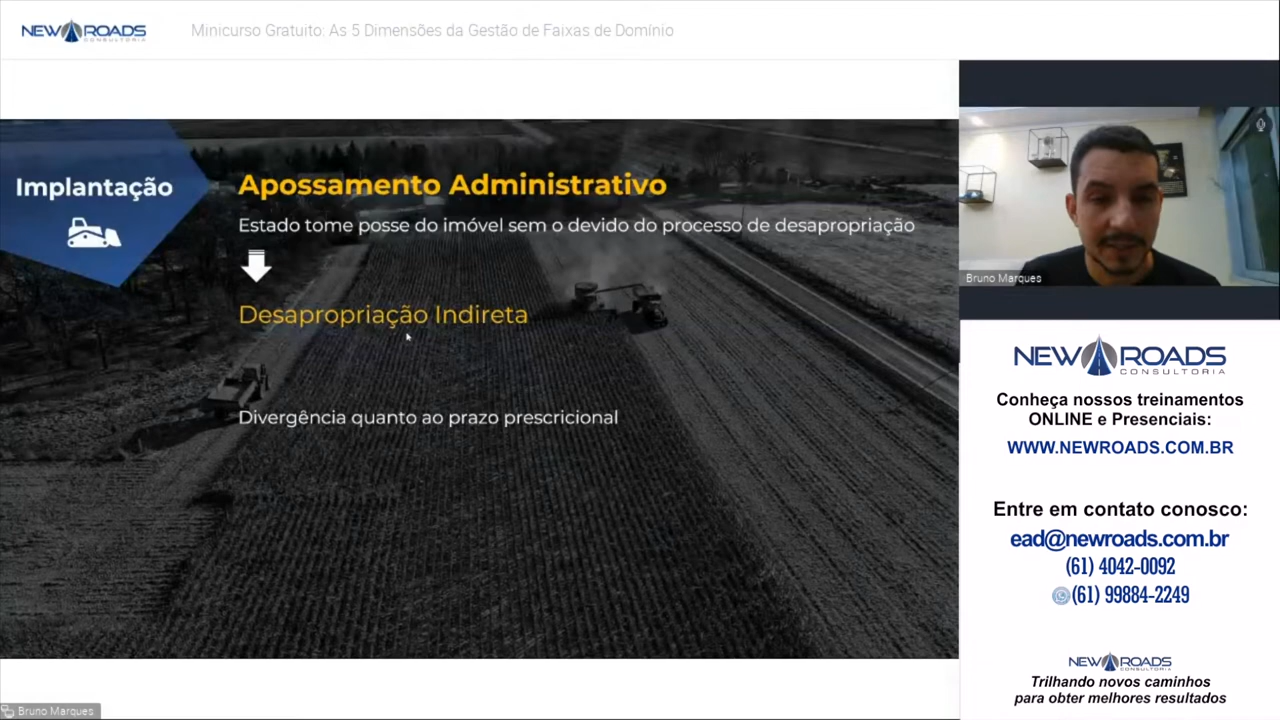 NEW ROADS
CONSULTORIA
Minicurso Gratuito: As 5 Dimensões da Gestão de Faixas de Domínio
Implantação
Apossamento Administrativo
Estado tome posse do imóvel sem o devido do processo de desapropriação
Desapropriação Indireta
Divergência quanto ao prazo prescricional
Bruno Marques
NEW ROADS
CONSULTORIA
Conheça nossos treinamentos
ONLINE e Presenciais:
WWW.NEWROADS.COM.BR
Entre em contato conosco:
ead@newroads.com.br
(61) 4042-0092
(61) 99884-2249
NEW ROADS
CONSULTORIA
Trilhando novos caminhos
para obter melhores resultados
Bruno Marques